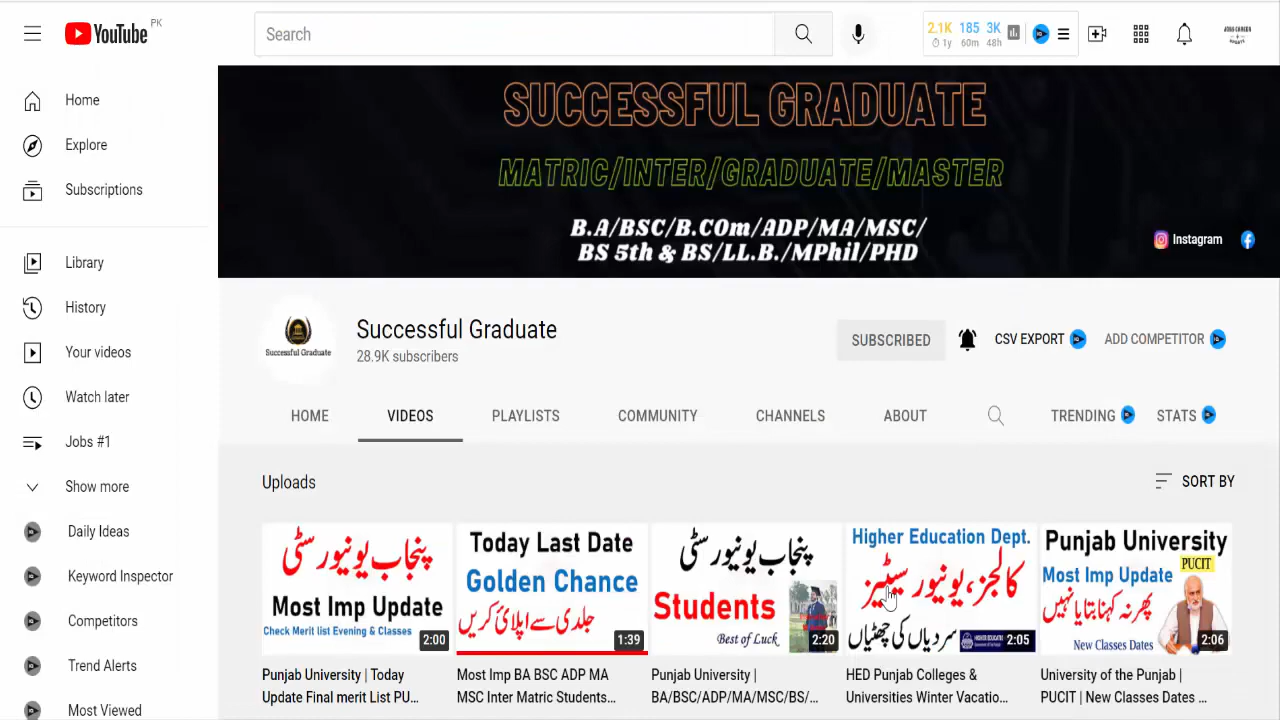 YouTube PK
Search
2.1K 185 3K
1y 60m 48h
JOBS CAREER
UPDATE
Home
Explore
Subscriptions
Library
History
Your videos
Watch later
Jobs #1
Show more
Daily Ideas
Keyword Inspector
Competitors
Trend Alerts
Most Viewed
SUCCESSFUL GRADUATE
MATRIC/INTER/GRADUATE/MASTER
B.A/BSC/B.COm/ADP/MA/MSC/
BS 5th & BS/LL.B./MPhil/PHD
Instagram
Successful Graduate
Successful Graduate
28.9K subscribers
SUBSCRIBED
CSV EXPORT
ADD COMPETITOR
HOME VIDEOS PLAYLISTS COMMUNITY CHANNELS ABOUT TRENDING STATS
Uploads
SORT BY
پنجاب یونیورسٹی
Most Imp Update
Check Merit list Evening & Classes
2:00
Punjab University | Today
Update Final merit List PU...
Today Last Date
Golden Chance
جلدی سے اپلائی کریں
1:39
Most Imp BA BSC ADP MA
MSC Inter Matric Students...
پنجاب یونیورسٹی
Students
Best of Luck
2:20
Punjab University |
BA/BSC/ADP/MA/MSC/BS/...
Higher Education Dept.
کالجز، یونیورسٹیز
سردیاں کی چھٹیاں
2:05
HED Punjab Colleges &
Universities Winter Vacatio...
Punjab University
PUCIT
Most Imp Update
پھر نہ کہنا بتایا نہیں
New Classes Dates
2:06
University of the Punjab |
PUCIT | New Classes Dates ...